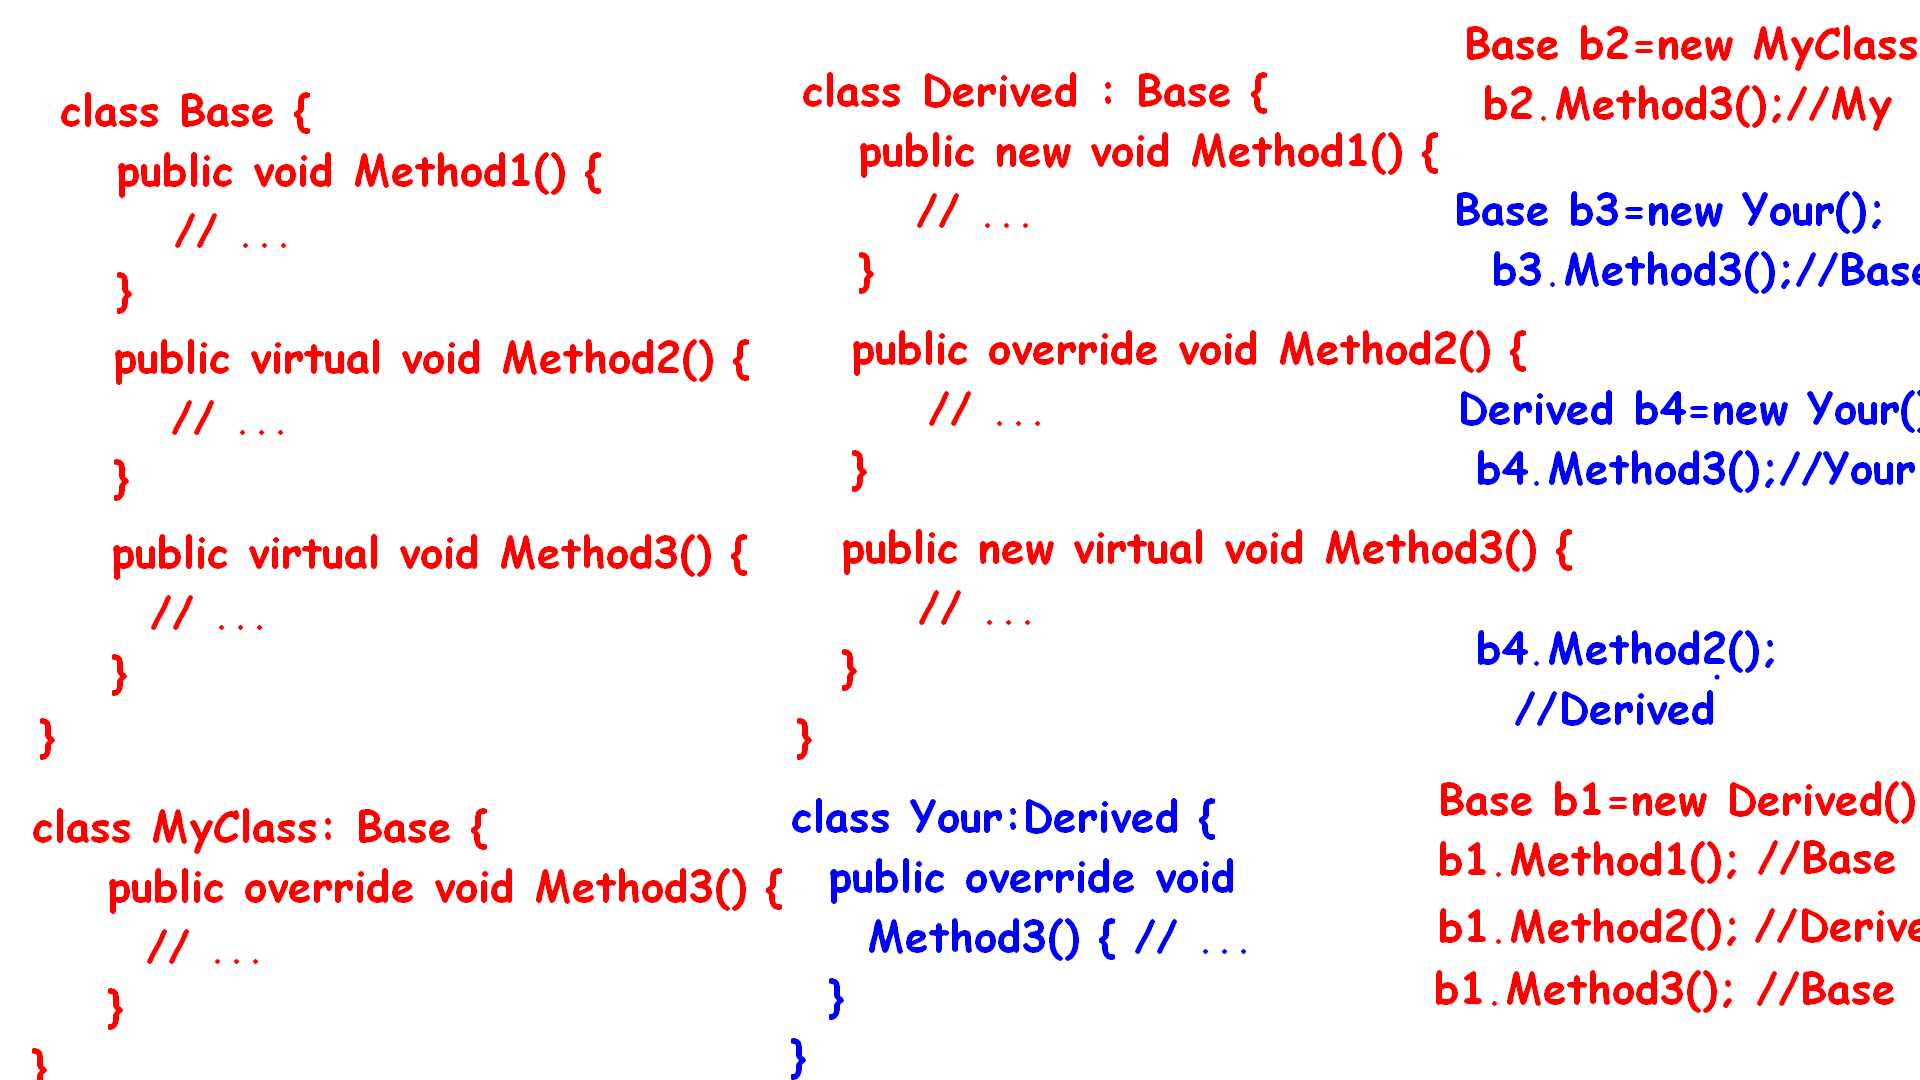 class Base {
public void Method1() {
// ...
}
public virtual void Method2() {
// ...
}
public virtual void Method3() {
// ...
}
}
class MyClass: Base {
public override void Method3() {
// ...
}
}
class Derived : Base {
public new void Method1() {
// ...
}
public override void Method2() {
// ...
}
public new virtual void Method3() {
// ...
}
}
class Your:Derived {
public override void
Method3() { // ...
}
}
Base b2=new MyClass
b2.Method3();//My
Base b3=new Your();
b3.Method3();//Base
Derived b4=new Your()
b4.Method3();//Your
b4.Method2();
//Derived
Base b1=new Derived()
b1.Method1(); //Base
b1.Method2(); //Derive
b1.Method3(); //Base